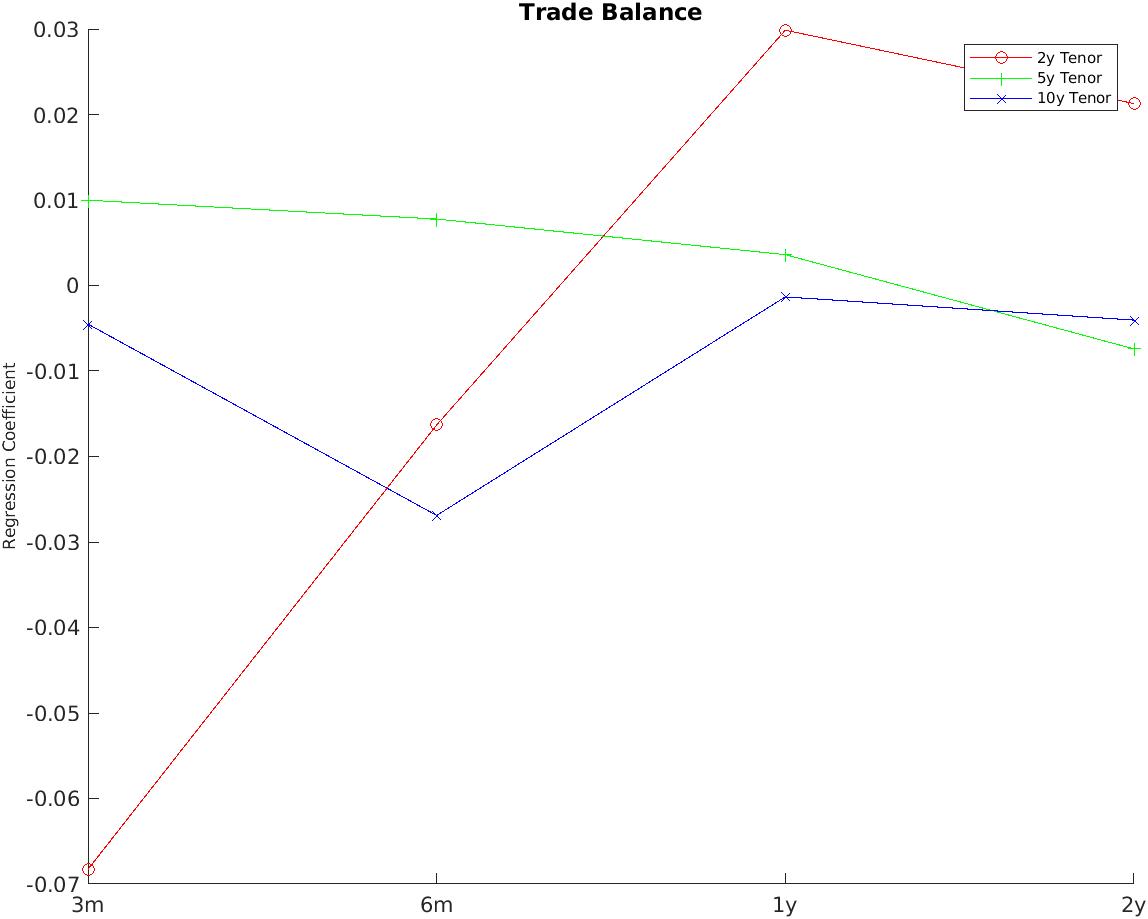 Trade Balance
0.03
0.02
0.01
0
-0.01
-0.02
-0.03
-0.04
-0.05
-0.06
-0.07
Regression Coefficient
2y Tenor
5y Tenor
10y Tenor
3m
6m
1y
2y